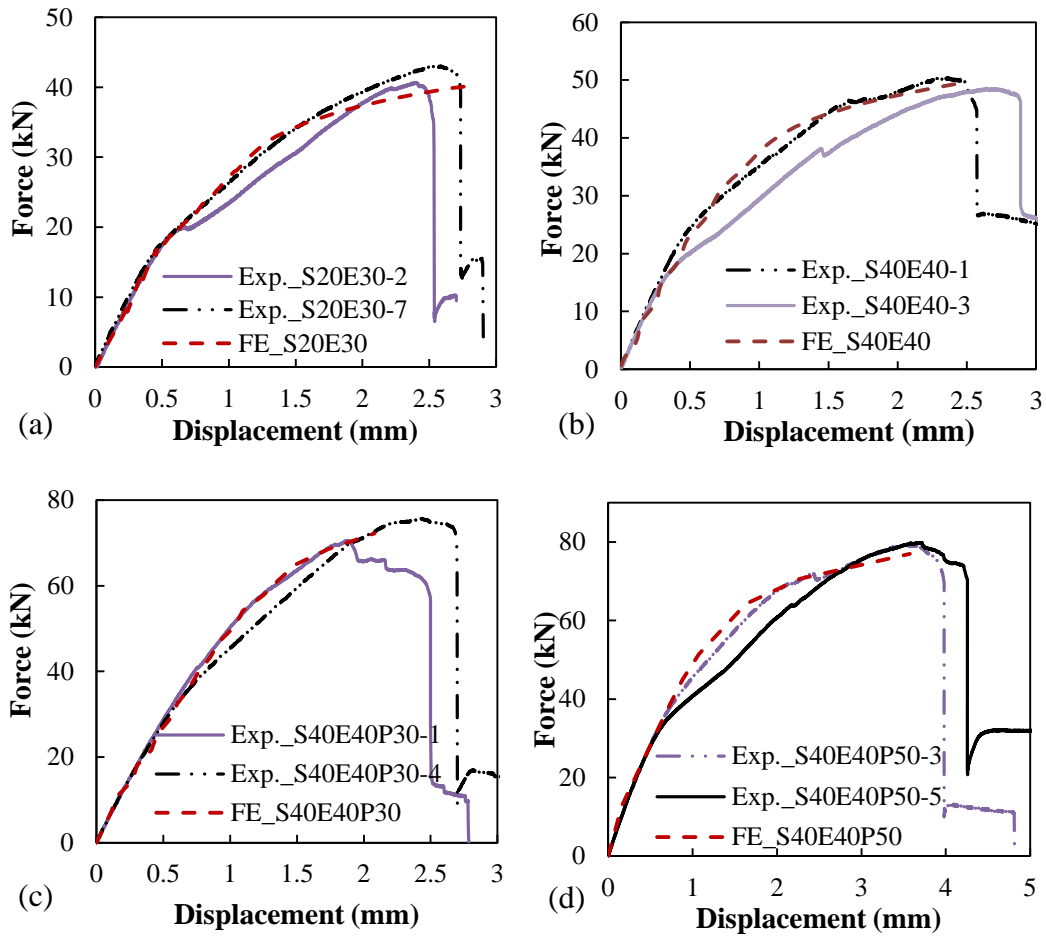 50
40
30
20
10
0
Force (kN)
Exp._S20E30-2
Exp._S20E30-7
FE_S20E30
0 0.5 1 1.5 2 2.5 3
Displacement (mm)
(a)
60
50
40
30
20
10
0
Force (kN)
Exp._S40E40-1
Exp._S40E40-3
FE_S40E40
0 0.5 1 1.5 2 2.5 3
Displacement (mm)
(b)
80
60
40
20
0
Force (kN)
Exp._S40E40P30-1
Exp._S40E40P30-4
FE_S40E40P30
0 0.5 1 1.5 2 2.5 3
Displacement (mm)
(c)
80
60
40
20
0
Force (kN)
Exp._S40E40P50-3
Exp._S40E40P50-5
FE_S40E40P50
0 1 2 3 4 5
Displacement (mm)
(d)